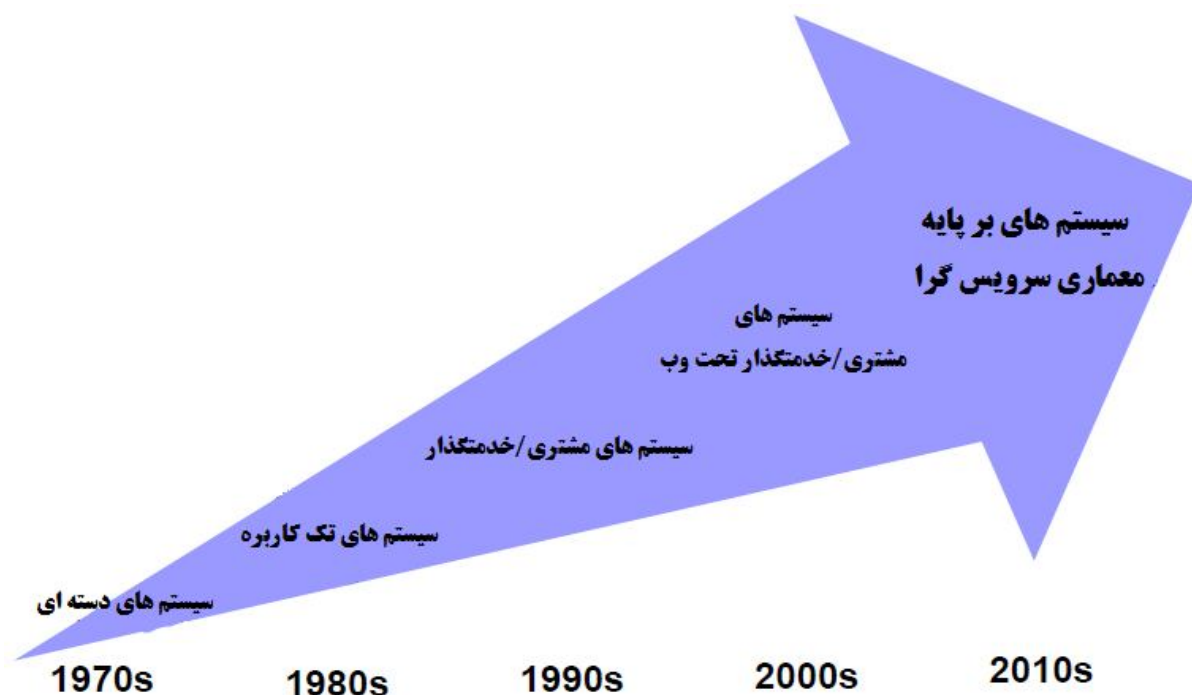 سیستم های بر پایه
معماری سرویس گرا
سیستم های
مشتری/خدمتگذار تحت وب
سیستم های مشتری/خدمتگذار
سیستم های تک کاربره
سیستم های دسته ای
1970s
1980s
1990s
2000s
2010s